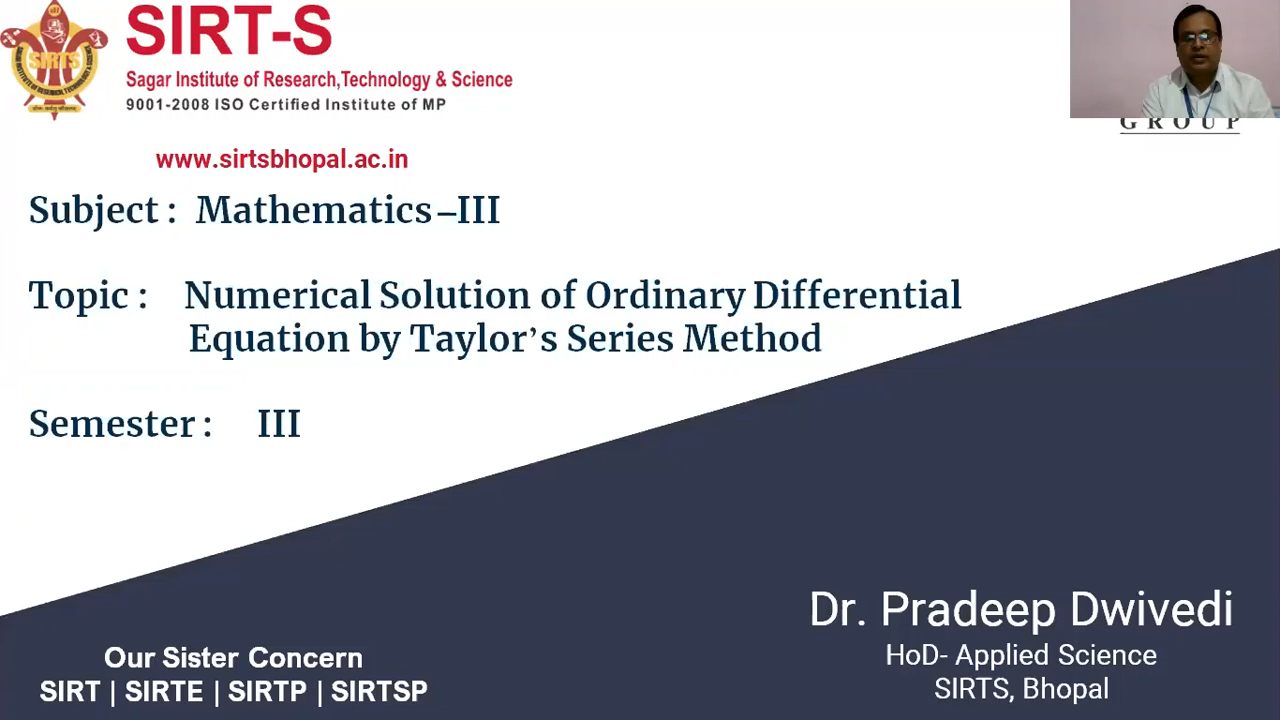 SIRT-S
Sagar Institute of Research,Technology & Science
9001-2008 ISO Certified Institute of MP
SIRTS
GROUP
www.sirtsbhopal.ac.in
Subject : Mathematics –III
Topic : Numerical Solution of Ordinary Differential
Equation by Taylor’s Series Method
Semester : III
Dr. Pradeep Dwivedi
HoD- Applied Science
SIRTS, Bhopal
Our Sister Concern
SIRT | SIRTE | SIRTP | SIRTSP